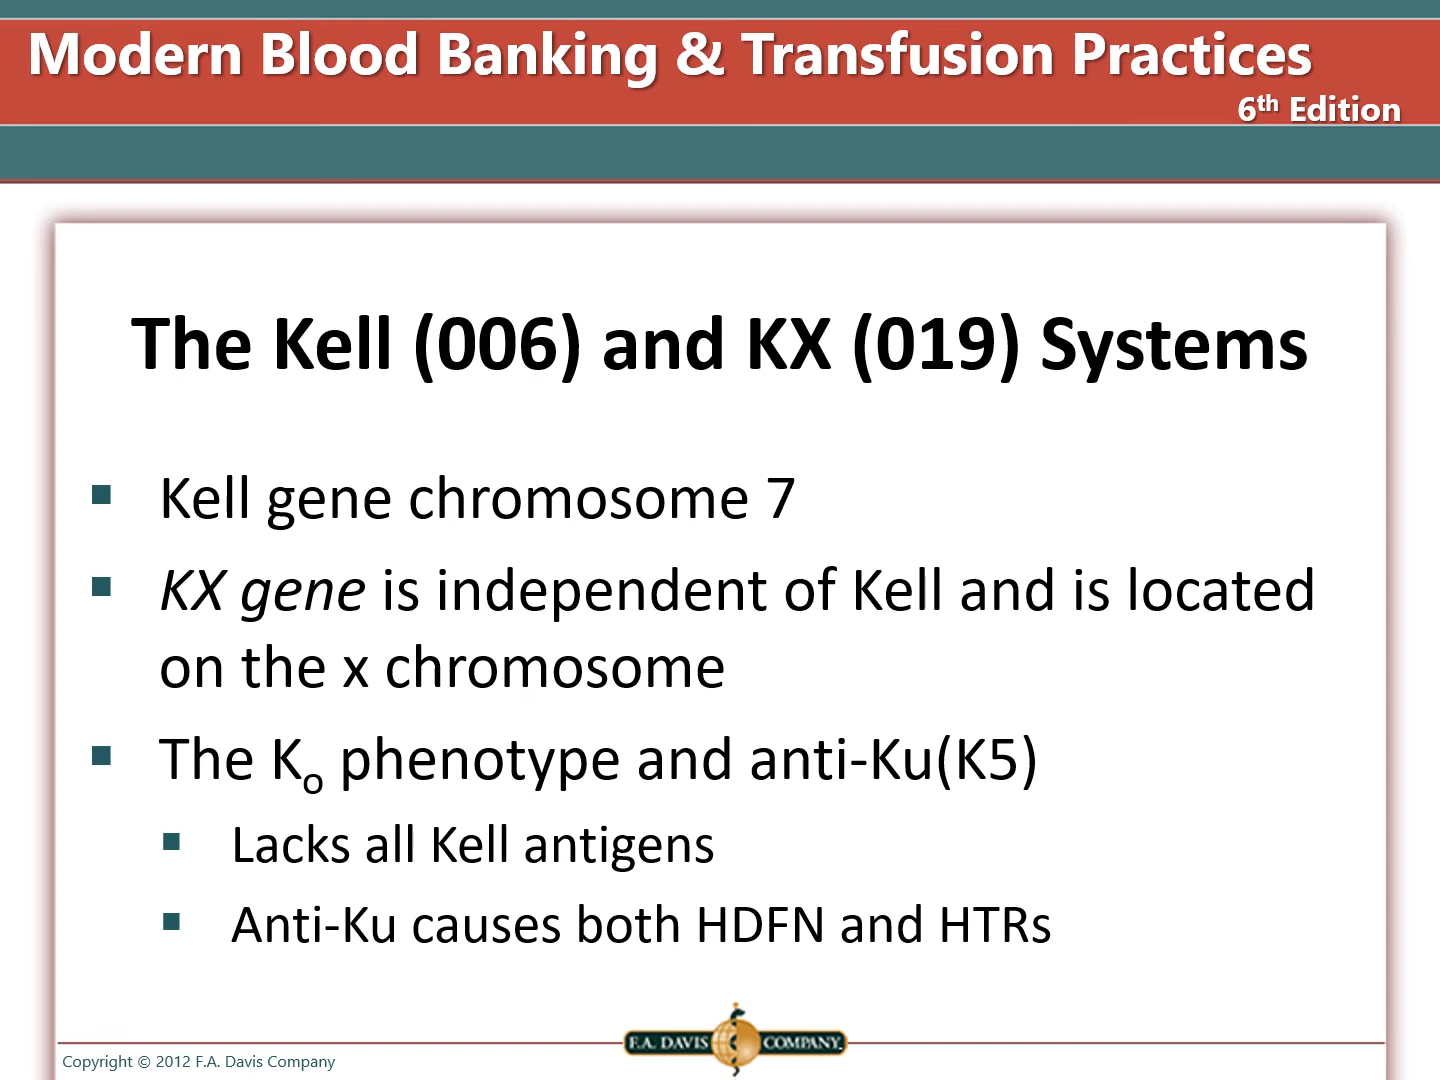 Modern Blood Banking & Transfusion Practices
6th Edition
The Kell (006) and KX (019) Systems
Kell gene chromosome 7
KX gene is independent of Kell and is located
on the x chromosome
The Ko phenotype and anti-Ku(K5)
Lacks all Kell antigens
Anti-Ku causes both HDFN and HTRs
F.A. DAVIS COMPANY
Copyright © 2012 F.A. Davis Company